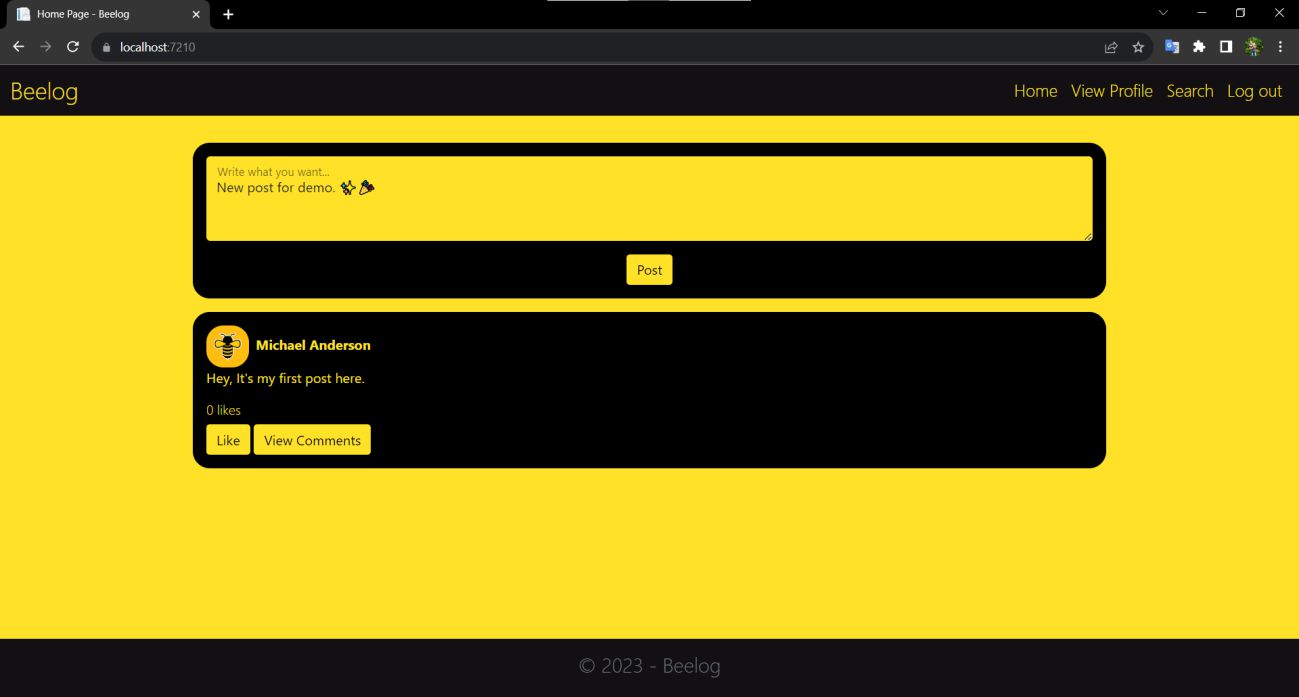 Home Page - Beelog
localhost:7210
Beelog
Home View Profile Search Log out
Write what you want...
New post for demo. ✨🎉
Post
Michael Anderson
Hey, It's my first post here.
0 likes
Like View Comments
© 2023 - Beelog